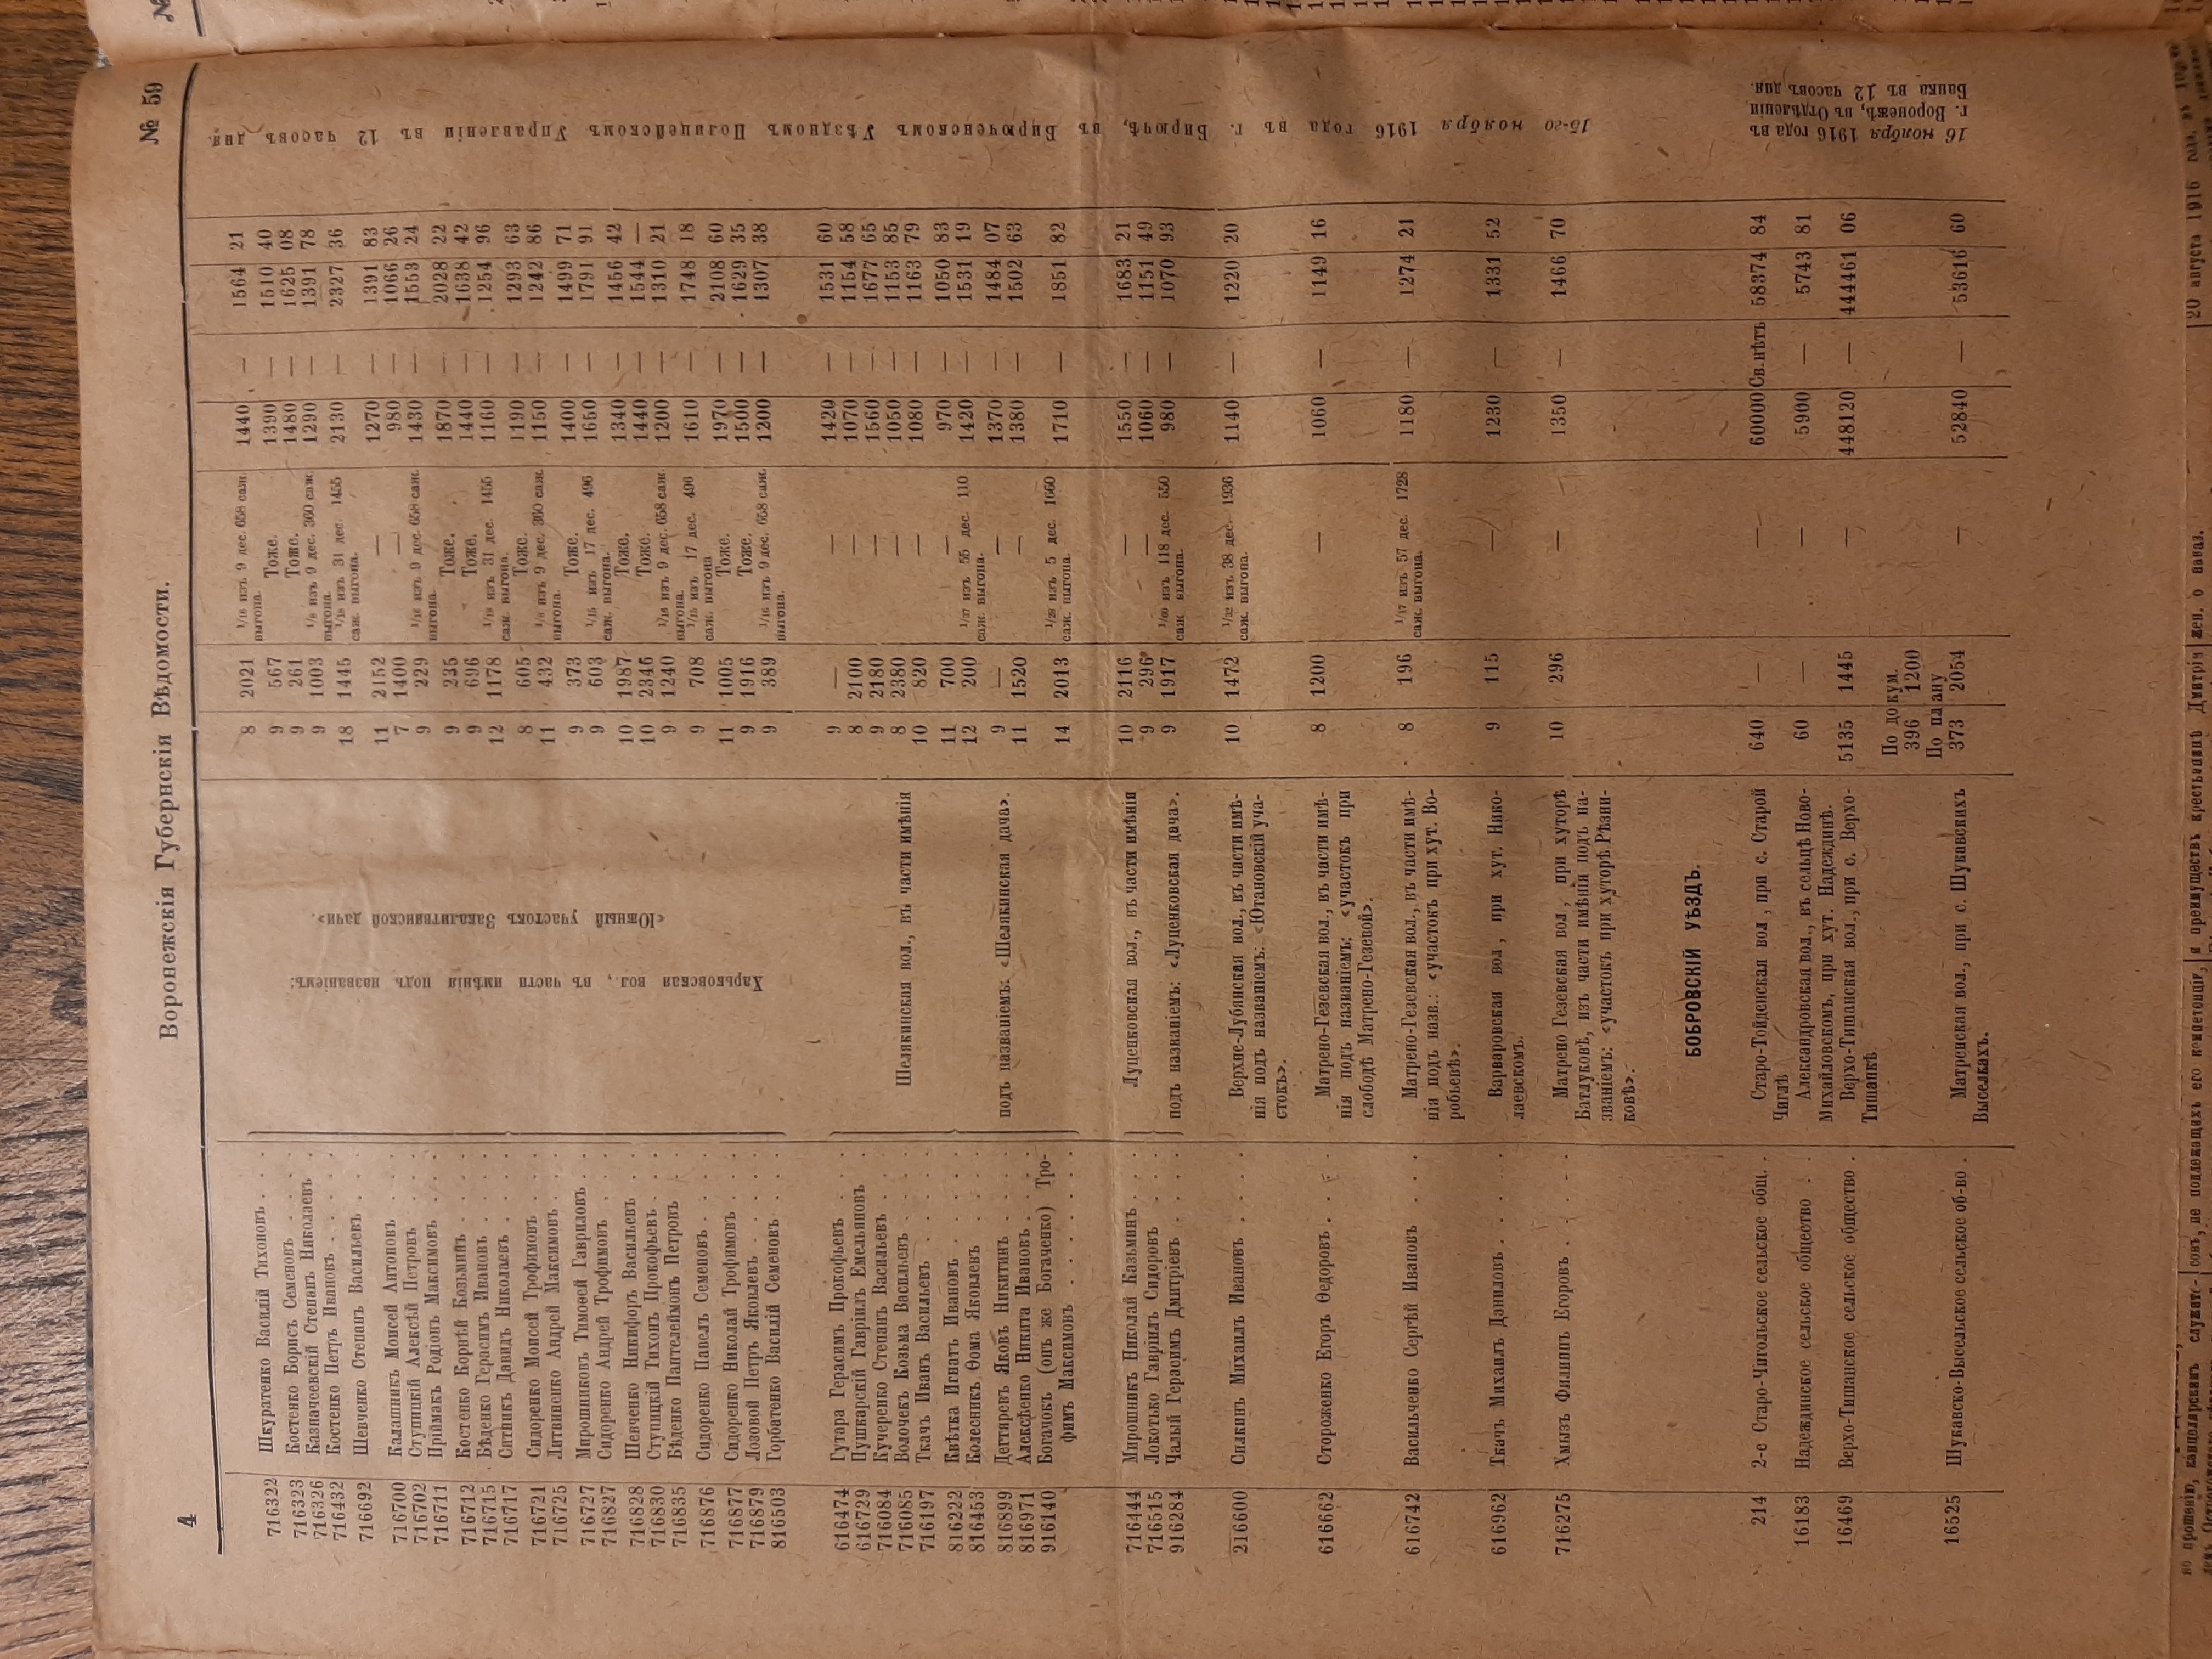 4
Воронежскія Губернскія Вѣдомости.
№ 59
716322 Шкуратенко Василій Тихоновъ . . . 8 2021 1/16 изъ 9 дес. 658 саж. выгона. 1440 — 1564 21
716323 Костенко Борисъ Семеновъ . . . . 9 567 Тоже. 1390 — 1510 40
716326 Казначеевскій Степанъ Николаевъ . 9 261 Тоже. 1480 — 1625 08
716432 Костенко Петръ Ивановъ . . . . . 9 1003 1/8 изъ 9 дес. 360 саж. выгона. 1290 — 1391 78
716692 Шевченко Степанъ Васильевъ . . . 18 1445 1/18 изъ 31 дес. 1455 саж. выгона. 2130 — 2327 36
716700 Калашникъ Моисей Антоновъ . . . 11 2152 — 1270 — 1391 83
716702 Ступицкій Алексѣй Петровъ . . . 7 1400 — 980 — 1066 26
716711 Пріймакъ Родіонъ Максимовъ . . . 9 229 1/16 изъ 9 дес. 658 саж. выгона. 1430 — 1553 24
716712 Костенко Корнѣй Козьминъ . . . . 9 235 Тоже. 1870 — 2028 22
716715 Бѣденко Герасимъ Ивановъ . . . . 9 696 Тоже. 1440 — 1638 42
716717 Ситникъ Давидъ Николаевъ . . . . 12 1178 1/18 изъ 31 дес. 1455 саж. выгона. 1160 — 1254 96
716721 Сидоренко Моисей Трофимовъ . . . 8 605 Тоже. 1190 — 1293 63
716725 Литвиненко Андрей Максимовъ . . . 11 432 1/8 изъ 9 дес. 360 саж. выгона. 1150 — 1242 86
716727 Мирошниковъ Тимоѳей Гавриловъ . . 9 373 Тоже. 1400 — 1499 71
716827 Сидоренко Андрей Трофимовъ . . . 9 603 1/15 изъ 17 дес. 496 саж. выгона. 1650 — 1791 91
716828 Шевченко Никифоръ Васильевъ . . 10 1987 Тоже. 1340 — 1456 42
716830 Ступицкій Тихонъ Прокофьевъ . . . 10 2346 Тоже. 1440 — 1544 —
716835 Бѣденко Пантелеймонъ Петровъ . . 9 1240 1/16 изъ 9 дес. 658 саж. выгона. 1200 — 1310 21
716876 Сидоренко Павелъ Семеновъ . . . . 9 708 1/15 изъ 17 дес. 496 саж. выгона 1610 — 1748 18
716877 Сидоренко Николай Трофимовъ . . . 11 1005 Тоже. 1970 — 2108 60
716879 Лозовой Петръ Яковлевъ . . . . . 9 1916 Тоже. 1500 — 1629 35
816503 Горбатенко Василій Семеновъ . . . 9 389 1/16 изъ 9 дес. 658 саж. выгона. 1200 — 1307 38
Харьковская вол., въ части имѣнія подъ названіемъ:
«Южный участокъ Закалитвинской дачи».
616474 Гутара Герасимъ Прокофьевъ . . . 9 — — 1420 — 1531 60
616729 Пушкарскій Гавріилъ Емельяновъ . 8 2100 — 1070 — 1154 58
716084 Кучеренко Степанъ Васильевъ . . . 9 2180 — 1560 — 1677 65
716085 Волочекъ Козьма Васильевъ . . . . Шелякинская вол., въ части имѣнія 8 2380 — 1050 — 1153 85
716197 Ткачъ Иванъ Васильевъ . . . . . 10 820 — 1080 — 1163 79
816222 Квѣтка Игнатъ Ивановъ . . . . . 11 700 — 970 — 1050 83
816453 Колесникъ Ѳома Яковлевъ . . . . 12 200 1/37 изъ 55 дес. 110 саж. выгона. 1420 — 1531 19
816899 Дегтяревъ Яковъ Никитинъ . . . . подъ названіемъ: «Шелякинская дача». 9 — — 1370 — 1484 07
816971 Алексѣенко Никита Ивановъ . . . . 11 1520 — 1380 — 1502 63
916140 Богачокъ (онъ же Богаченко) Тро-
фимъ Максимовъ . . . . . . . 14 2013 1/28 изъ 5 дес. 1660 саж. выгона. 1710 — 1851 82
716444 Мирошникъ Николай Казьминъ . . . Луценковская вол., въ части имѣнія 10 2116 — 1550 — 1683 21
716515 Локотько Гавріилъ Сидоровъ . . . 9 296 — 1060 — 1151 49
916284 Чалый Герасимъ Дмитріевъ . . . . подъ названіемъ: «Луценковская дача». 9 1917 1/60 изъ 118 дес. 550 саж выгона. 980 — 1070 93
216600 Силкинъ Михаилъ Ивановъ . . . . Верхне-Лубянская вол., въ части имѣ- 10 1472 1/32 изъ 38 дес. 1936 саж. выгона. 1140 — 1220 20
нія подъ названіемъ: «Ютановскій уча-
стокъ».
616662 Стороженко Егоръ Ѳедоровъ . . . . Матрено-Гезевская вол., въ части имѣ- 8 1200 — 1060 — 1149 16
нія подъ названіемъ: «участокъ при
слободѣ Матрено-Гезевой».
616742 Васильченко Сергѣй Ивановъ . . . Матрено-Гезевская вол., въ части имѣ- 8 196 1/17 изъ 57 дес. 1728 саж. выгона. 1180 — 1274 21
нія подъ назв.: «участокъ при хут. Во-
робьевѣ».
616962 Ткачъ Михаилъ Даниловъ . . . . . Варваровская вол , при хут. Нико- 9 115 — 1230 — 1331 52
лаевскомъ.
716275 Хмызъ Филиппъ Егоровъ . . . . . Матрено Гезевская вол , при хуторѣ 10 296 — 1350 — 1466 70
Батлуковѣ, изъ части имѣнія подъ на-
званіемъ: «участокъ при хуторѣ Рѣзни-
ковѣ».
15-го ноября 1916 года въ г. Бирючѣ, въ Бирюченскомъ Уѣздномъ Полицейскомъ Управленіи въ 12 часовъ дня.
БОБРОВСКІЙ УѢЗДЪ.
214 2-е Старо-Чигольское сельское общ. . Старо-Тойденская вол , при с. Старой 640 — — 60000 Св.нѣтъ 58374 84
Чиглѣ
16183 Надеждинское сельское общество . . Александровская вол., въ сельцѣ Ново- 60 — — 5900 — 5743 81
Михайловскомъ, при хут. Надеждинѣ.
16469 Верхо-Тишанское сельское общество . Верхо-Тишанская вол., при с. Верхо- 5135 1445 — 448120 — 444461 06
Тишанкѣ
По докум.
396 1200
По плану
16525 Шукавско-Высельское сельское об-во . Матренская вол., при с. Шукавскихъ 373 2054 — 52840 — 53616 60
Выселкахъ.
16 ноября 1916 года въ
г. Воронежѣ, въ Отдѣленіи
Банка въ 12 часовъ дня.
по прошенію, канцелярскимъ служите-
совъ, не подлежащихъ его компетенціи,
и преимуществъ крестьянинѣ Дмитрія
жен. о наказ.
20 августа 1916 года, въ